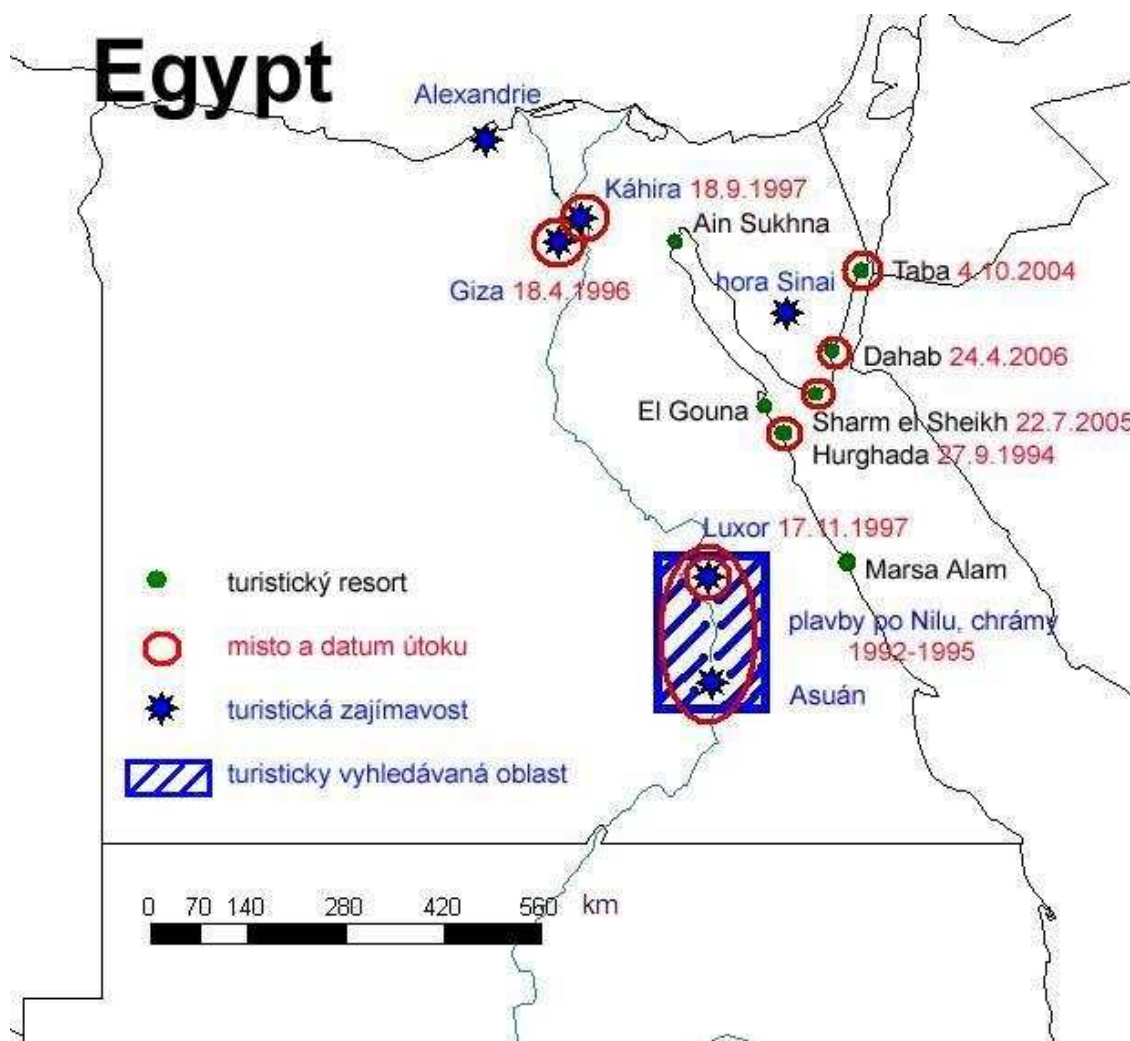 Egypt
Alexandrie
Káhira 18.9.1997
Ain Sukhna
hora Sinai
Taba 4.10.2004
Giza 18.4.1996
Dahab 24.4.2006
El Gouna
Sharm el Sheikh 22.7.2005
Hurghada 27.9.1994
Luxor 17.11.1997
Marsa Alam
plavby po Nilu, chrámy
1992-1995
Asuán
turistický resort
misto a datum útoku
turistická zajímavost
turisticky vyhledávaná oblast
0 70 140 280 420 560 km